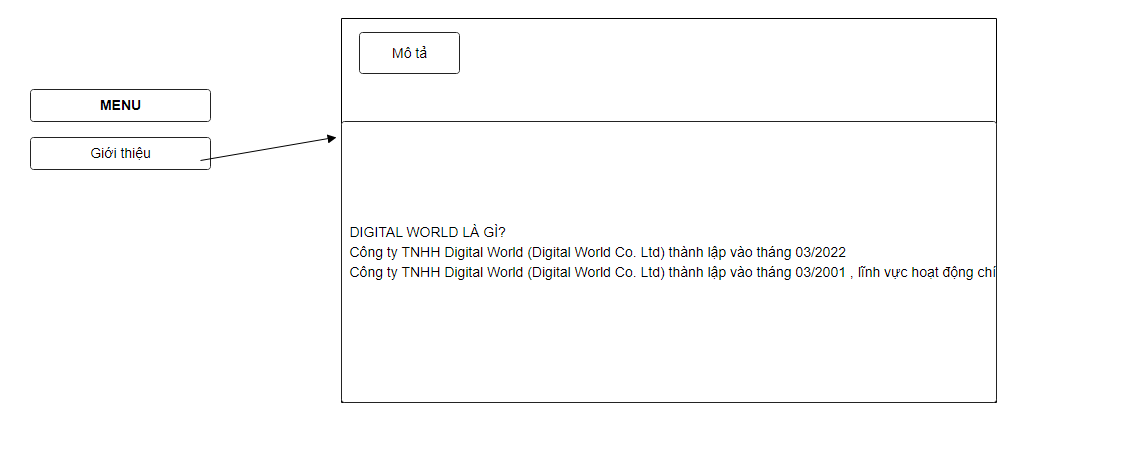 Mô tả
MENU
Giới thiệu
DIGITAL WORLD LÀ GÌ?
Công ty TNHH Digital World (Digital World Co. Ltd) thành lập vào tháng 03/2022
Công ty TNHH Digital World (Digital World Co. Ltd) thành lập vào tháng 03/2001 , lĩnh vực hoạt động chí